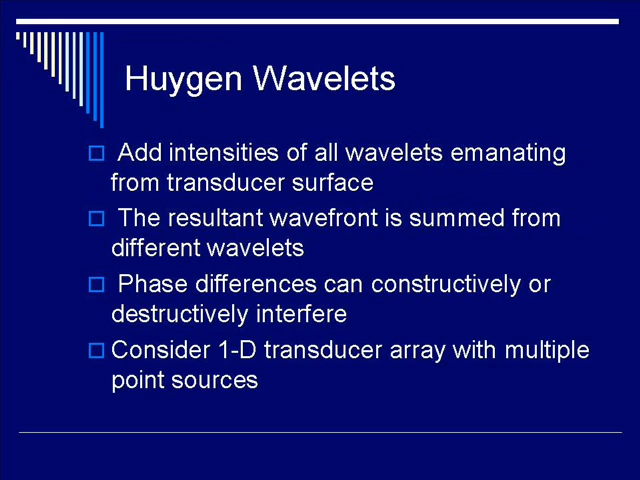 Huygen Wavelets
Add intensities of all wavelets emanating
from transducer surface
The resultant wavefront is summed from
different wavelets
Phase differences can constructively or
destructively interfere
Consider 1-D transducer array with multiple
point sources